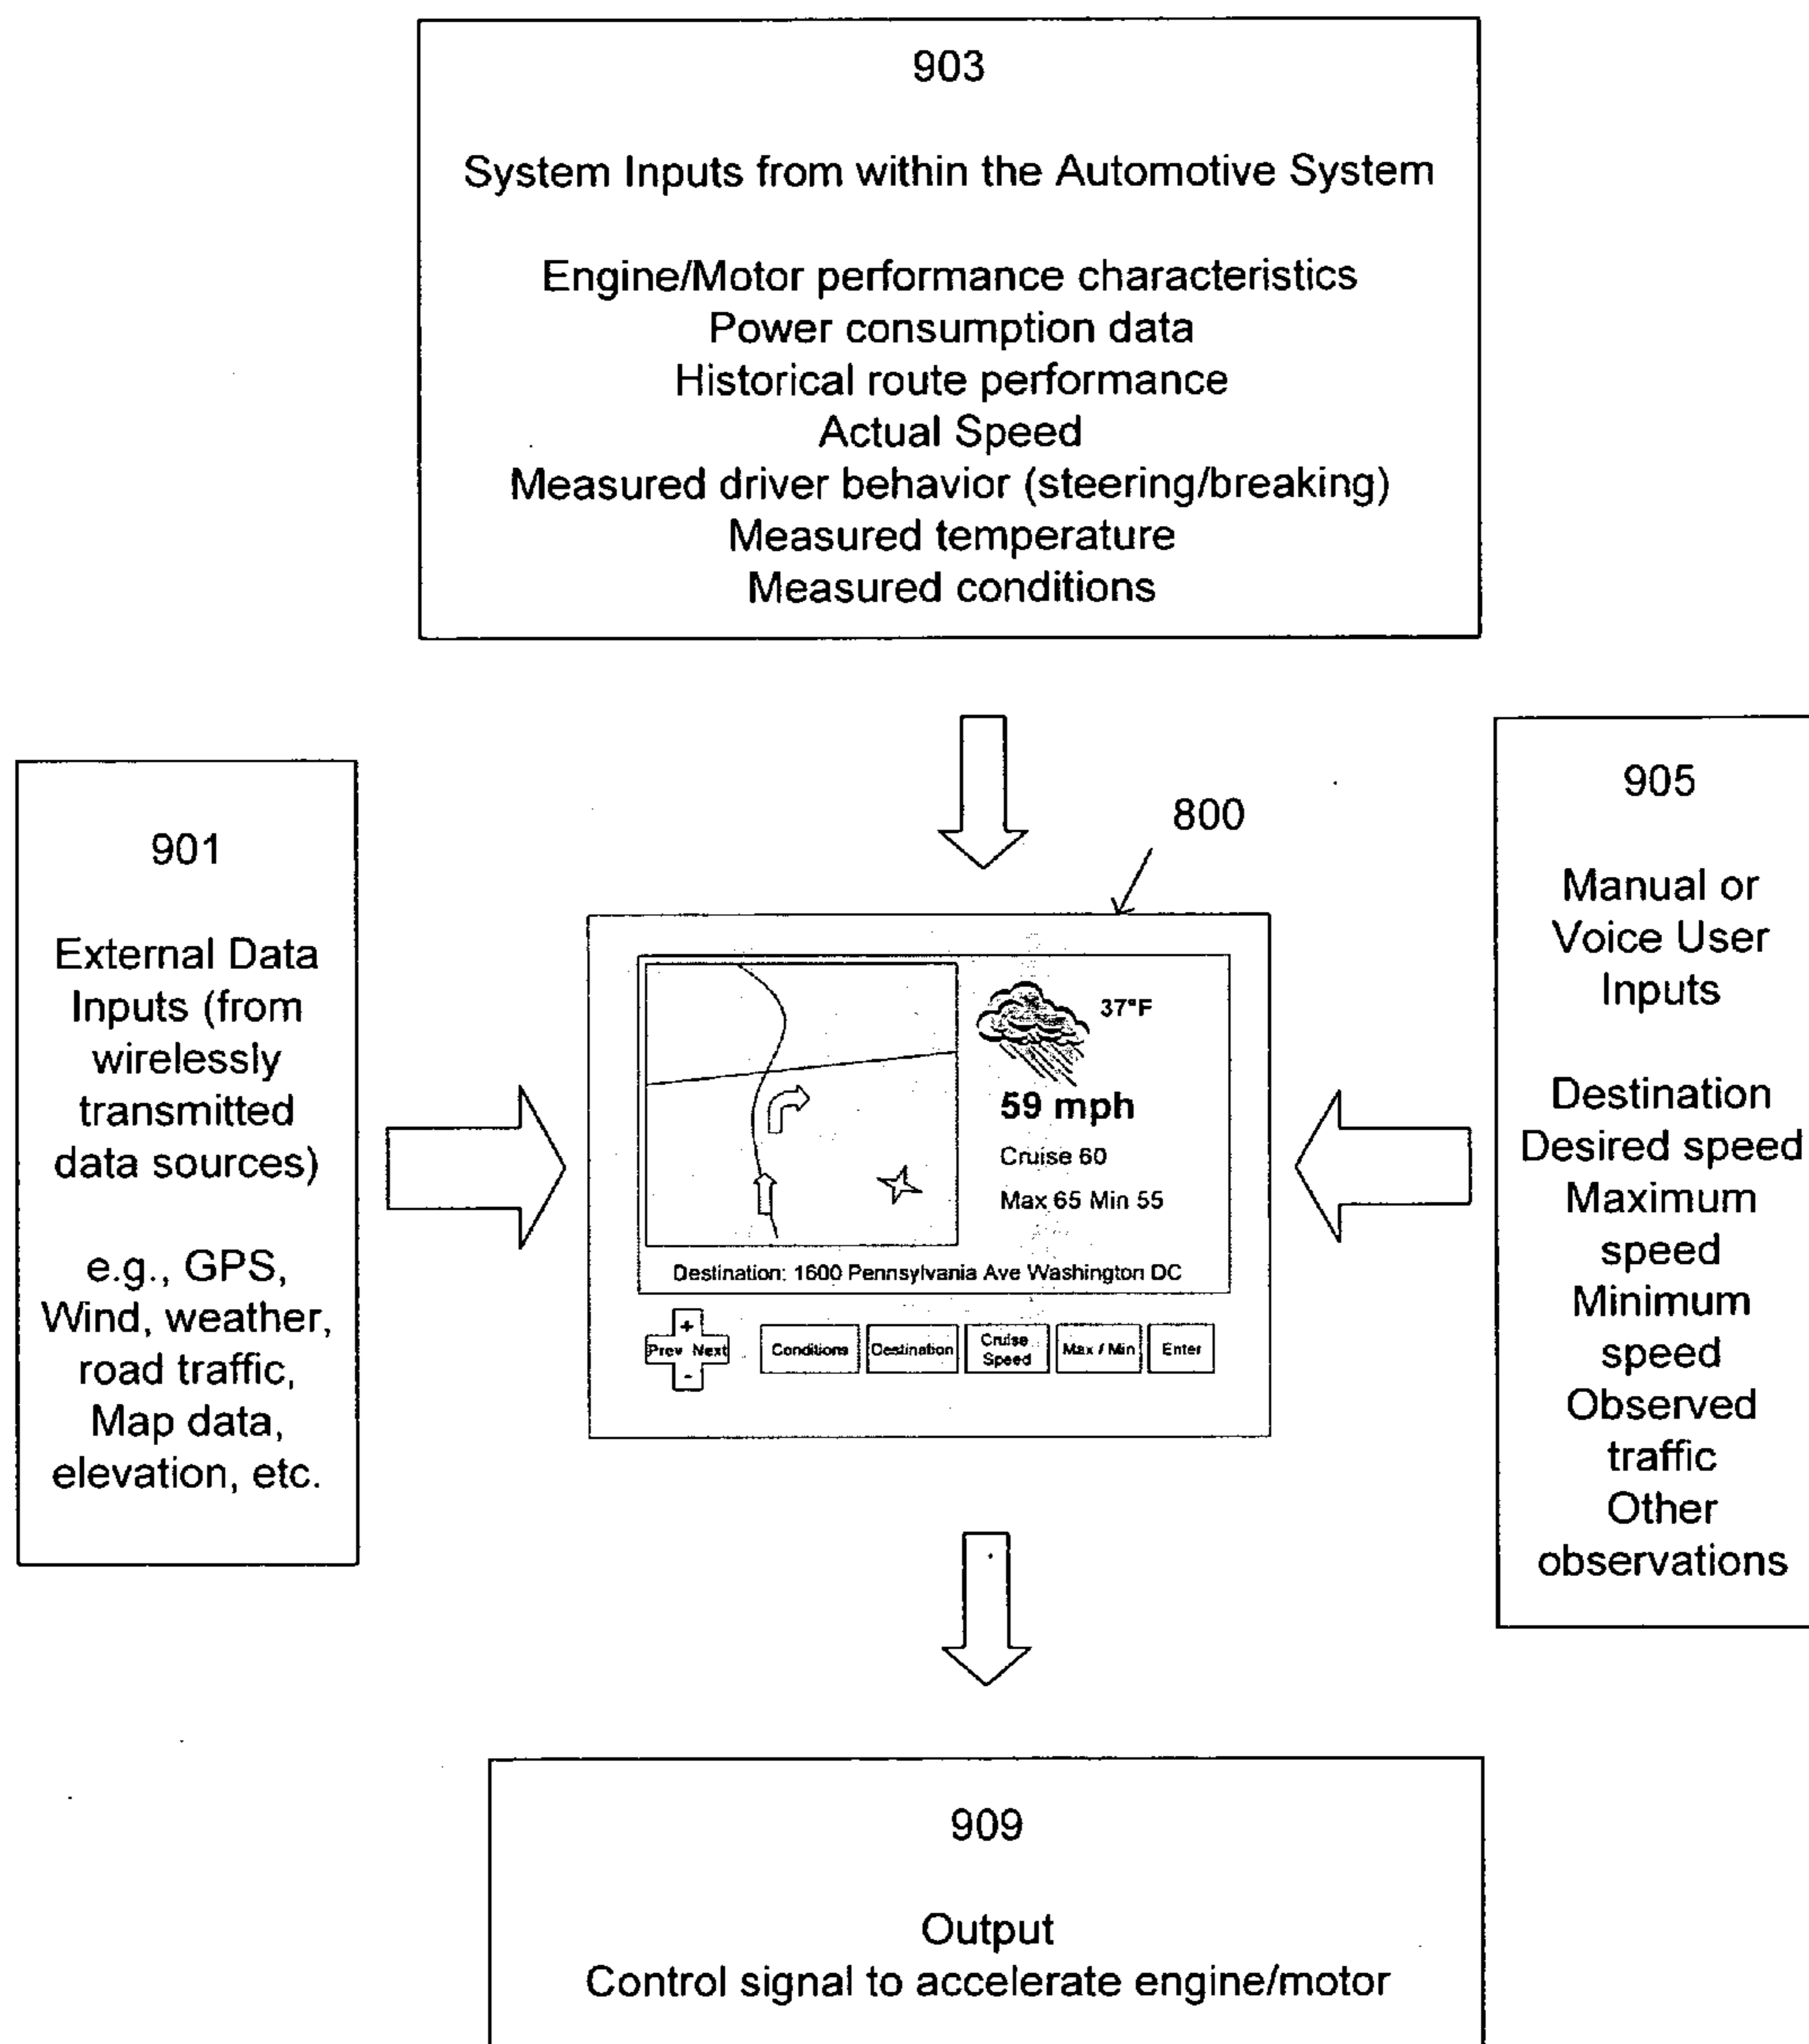 903
System Inputs from within the Automotive System
Engine/Motor performance characteristics
Power consumption data
Historical route performance
Actual Speed
Measured driver behavior (steering/breaking)
Measured temperature
Measured conditions
901
External Data
Inputs (from
wirelessly
transmitted
data sources)
e.g., GPS,
Wind, weather,
road traffic,
Map data,
elevation, etc.
800
37°F
59 mph
Cruise 60
Max 65 Min 55
Destination: 1600 Pennsylvania Ave Washington DC
+
Prev Next
-
Conditions
Destination
Cruise
Speed
Max / Min
Enter
905
Manual or
Voice User
Inputs
Destination
Desired speed
Maximum
speed
Minimum
speed
Observed
traffic
Other
observations
909
Output
Control signal to accelerate engine/motor